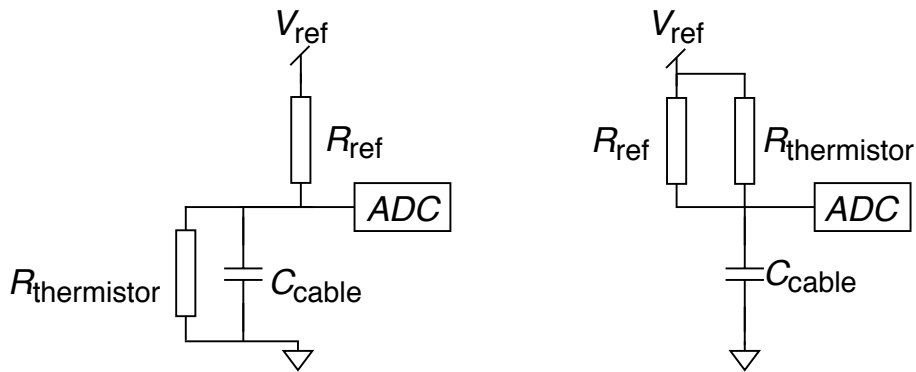 Vref
Rref
ADC
Rthermistor
Ccable
Vref
Rref
Rthermistor
ADC
Ccable